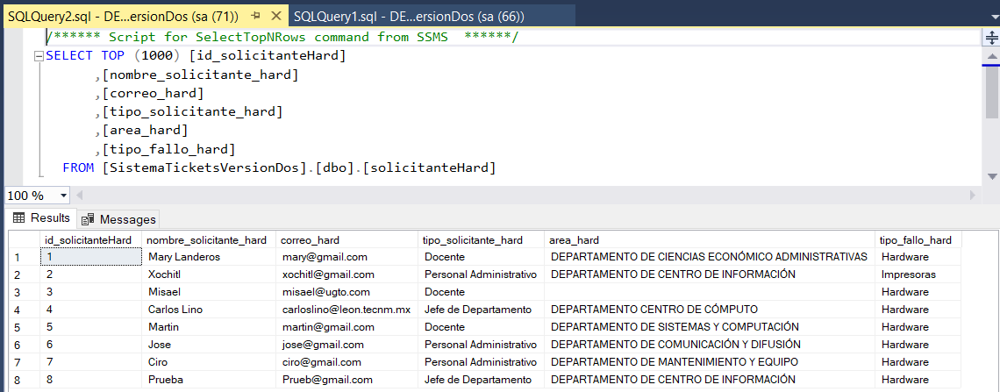 SQLQuery2.sql - DE...ersionDos (sa (71)) SQLQuery1.sql - DE...ersionDos (sa (66))
/****** Script for SelectTopNRows command from SSMS ******/
SELECT TOP (1000) [id_solicitanteHard]
,[nombre_solicitante_hard]
,[correo_hard]
,[tipo_solicitante_hard]
,[area_hard]
,[tipo_fallo_hard]
FROM [SistemaTicketsVersionDos].[dbo].[solicitanteHard]
100 %
Results Messages
id_solicitanteHard nombre_solicitante_hard correo_hard tipo_solicitante_hard area_hard tipo_fallo_hard
1 1 Mary Landeros mary@gmail.com Docente DEPARTAMENTO DE CIENCIAS ECONÓMICO ADMINISTRATIVAS Hardware
2 2 Xochitl xochitl@gmail.com Personal Administrativo DEPARTAMENTO DE CENTRO DE INFORMACIÓN Impresoras
3 3 Misael misael@ugto.com Docente Hardware
4 4 Carlos Lino carloslino@leon.tecnm.mx Jefe de Departamento DEPARTAMENTO CENTRO DE CÓMPUTO Hardware
5 5 Martin martin@gmail.com Docente DEPARTAMENTO DE SISTEMAS Y COMPUTACIÓN Hardware
6 6 Jose jose@gmail.com Personal Administrativo DEPARTAMENTO DE COMUNICACIÓN Y DIFUSIÓN Hardware
7 7 Ciro ciro@gmail.com Personal Administrativo DEPARTAMENTO DE MANTENIMIENTO Y EQUIPO Hardware
8 8 Prueba Prueb@gmail.com Jefe de Departamento DEPARTAMENTO DE CENTRO DE INFORMACIÓN Hardware